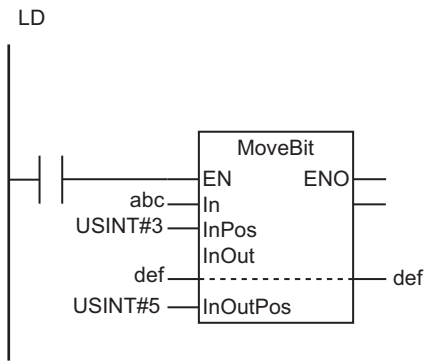 LD
MoveBit
EN ENO
abc In
USINT#3 InPos
InOut
def def
USINT#5 InOutPos